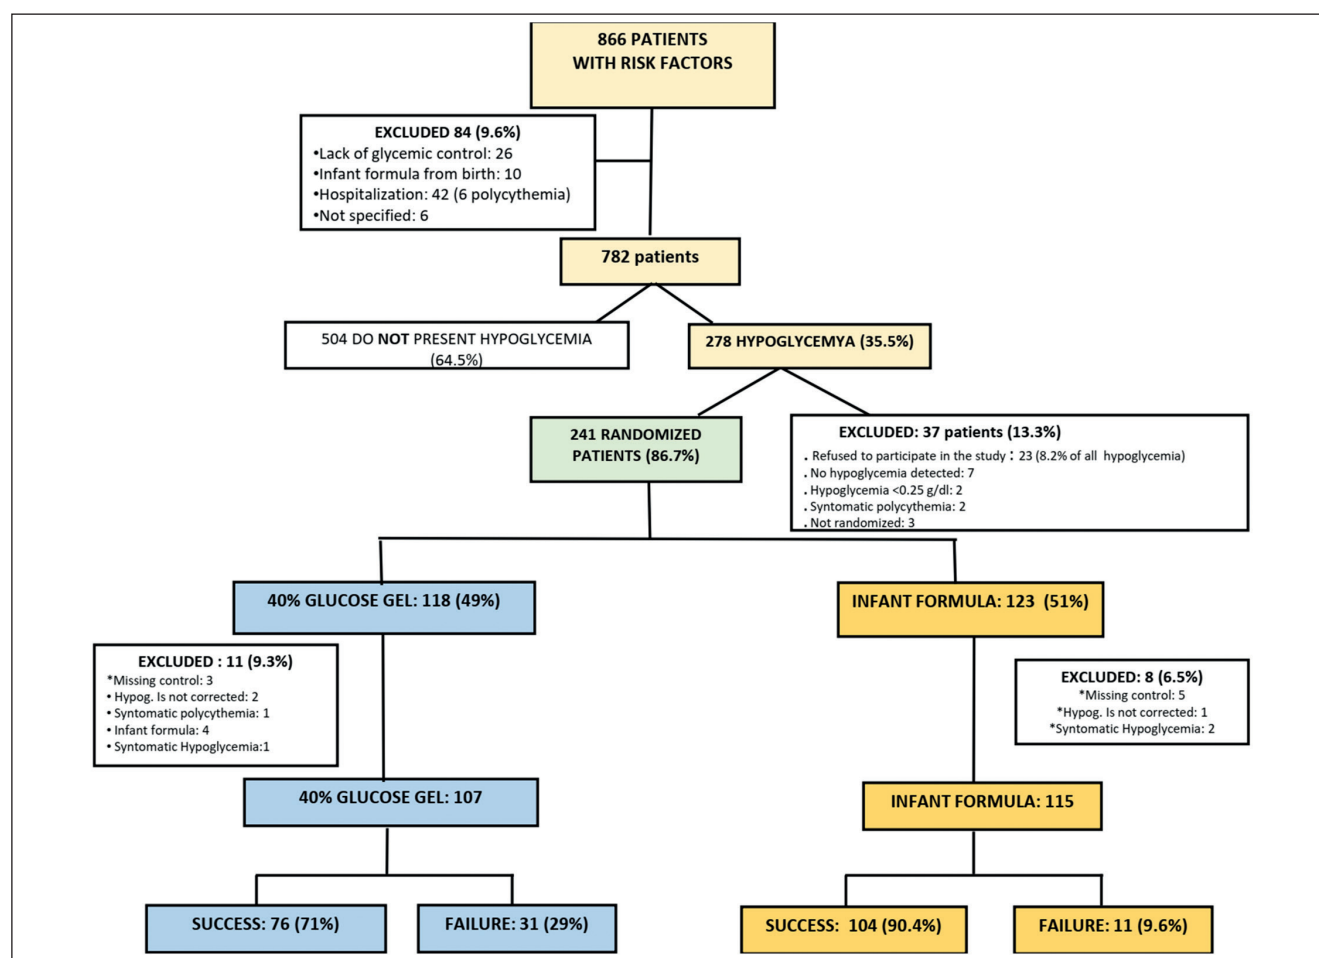 866 PATIENTS
WITH RISK FACTORS
EXCLUDED 84 (9.6%)
•Lack of glycemic control: 26
•Infant formula from birth: 10
•Hospitalization: 42 (6 polycythemia)
•Not specified: 6
782 patients
504 DO NOT PRESENT HYPOGLYCEMIA
(64.5%)
278 HYPOGLYCEMYA (35.5%)
241 RANDOMIZED
PATIENTS (86.7%)
EXCLUDED: 37 patients (13.3%)
. Refused to participate in the study : 23 (8.2% of all hypoglycemia)
. No hypoglycemia detected: 7
. Hypoglycemia <0.25 g/dl: 2
. Syntomatic polycythemia: 2
. Not randomized: 3
40% GLUCOSE GEL: 118 (49%)
INFANT FORMULA: 123 (51%)
EXCLUDED : 11 (9.3%)
*Missing control: 3
• Hypog. Is not corrected: 2
• Syntomatic polycythemia: 1
• Infant formula: 4
• Syntomatic Hypoglycemia:1
EXCLUDED: 8 (6.5%)
*Missing control: 5
*Hypog. Is not corrected: 1
*Syntomatic Hypoglycemia: 2
40% GLUCOSE GEL: 107
INFANT FORMULA: 115
SUCCESS: 76 (71%)
FAILURE: 31 (29%)
SUCCESS: 104 (90.4%)
FAILURE: 11 (9.6%)